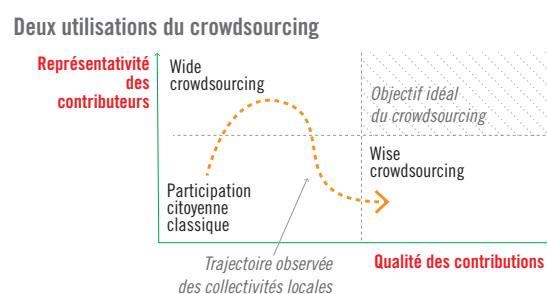 Deux utilisations du crowdsourcing
Représentativité
des
contributeurs
Wide
crowdsourcing
Objectif idéal
du crowdsourcing
Wise
crowdsourcing
Participation
citoyenne
classique
Trajectoire observée
des collectivités locales
Qualité des contributions